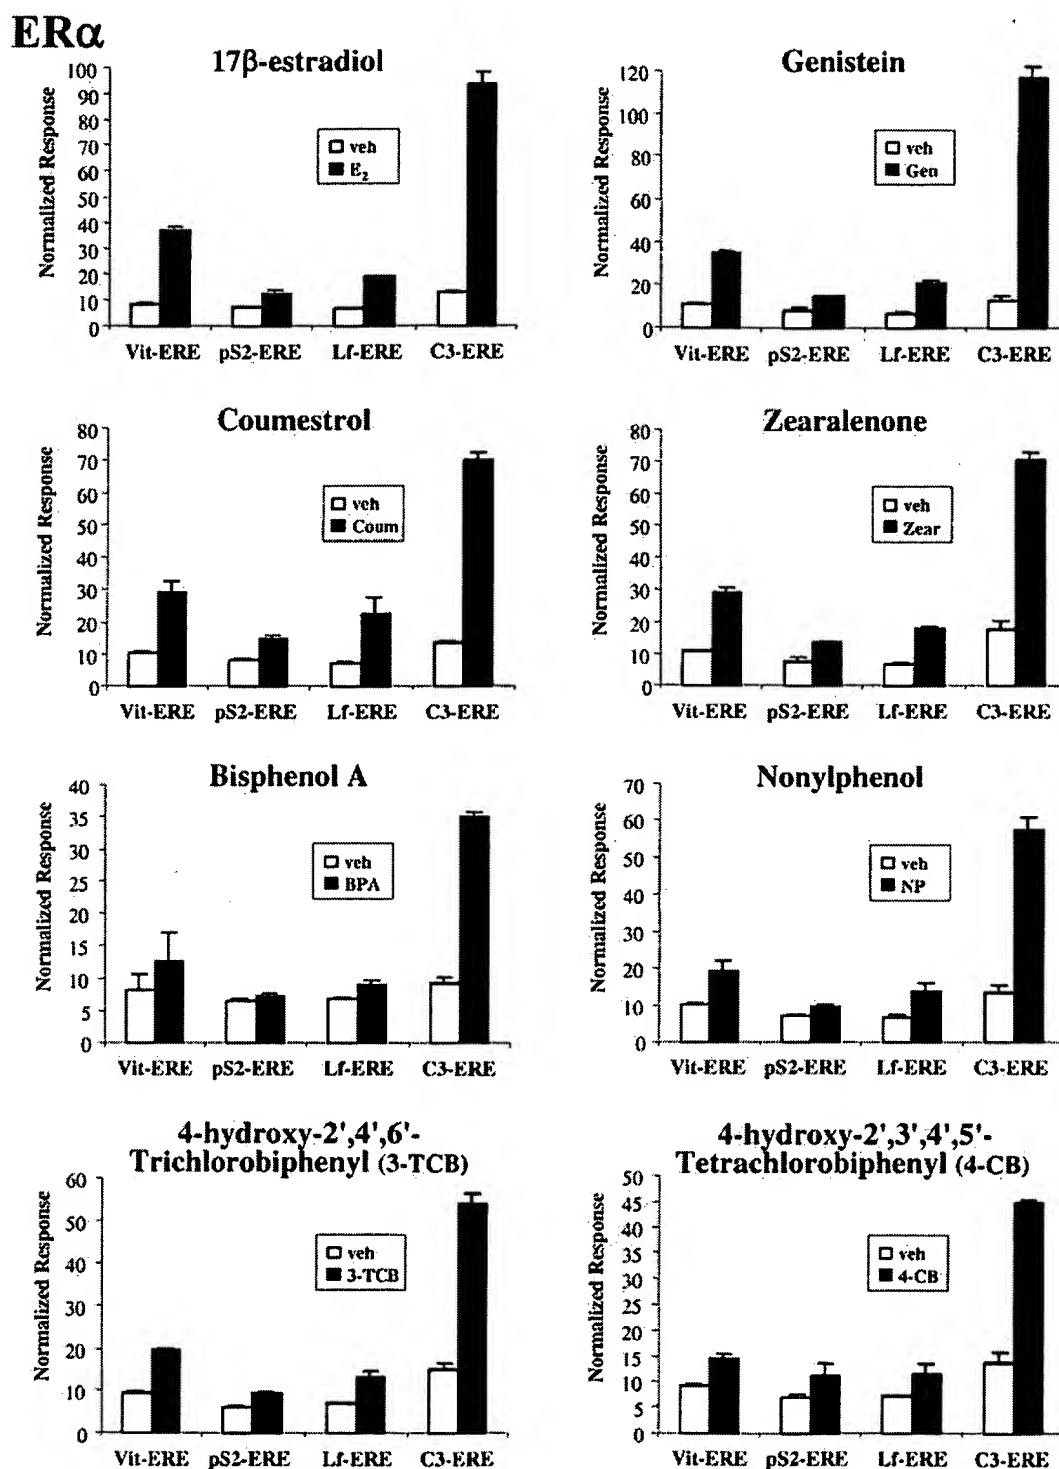 ERα
17β-estradiol
Normalized Response
100
90
80
70
60
50
40
30
20
10
0
veh
E2
Vit-ERE pS2-ERE Lf-ERE C3-ERE
Genistein
Normalized Response
120
100
80
60
40
20
0
veh
Gen
Vit-ERE pS2-ERE Lf-ERE C3-ERE
Coumestrol
Normalized Response
80
70
60
50
40
30
20
10
0
veh
Coum
Vit-ERE pS2-ERE Lf-ERE C3-ERE
Zearalenone
Normalized Response
80
70
60
50
40
30
20
10
0
veh
Zear
Vit-ERE pS2-ERE Lf-ERE C3-ERE
Bisphenol A
Normalized Response
40
35
30
25
20
15
10
5
0
veh
BPA
Vit-ERE pS2-ERE Lf-ERE C3-ERE
Nonylphenol
Normalized Response
70
60
50
40
30
20
10
0
veh
NP
Vit-ERE pS2-ERE Lf-ERE C3-ERE
4-hydroxy-2',4',6'-
Trichlorobiphenyl (3-TCB)
Normalized Response
60
50
40
30
20
10
0
veh
3-TCB
Vit-ERE pS2-ERE Lf-ERE C3-ERE
4-hydroxy-2',3',4',5'-
Tetrachlorobiphenyl (4-CB)
Normalized Response
45
45
40
35
30
25
20
15
10
5
0
veh
4-CB
Vit-ERE pS2-ERE Lf-ERE C3-ERE